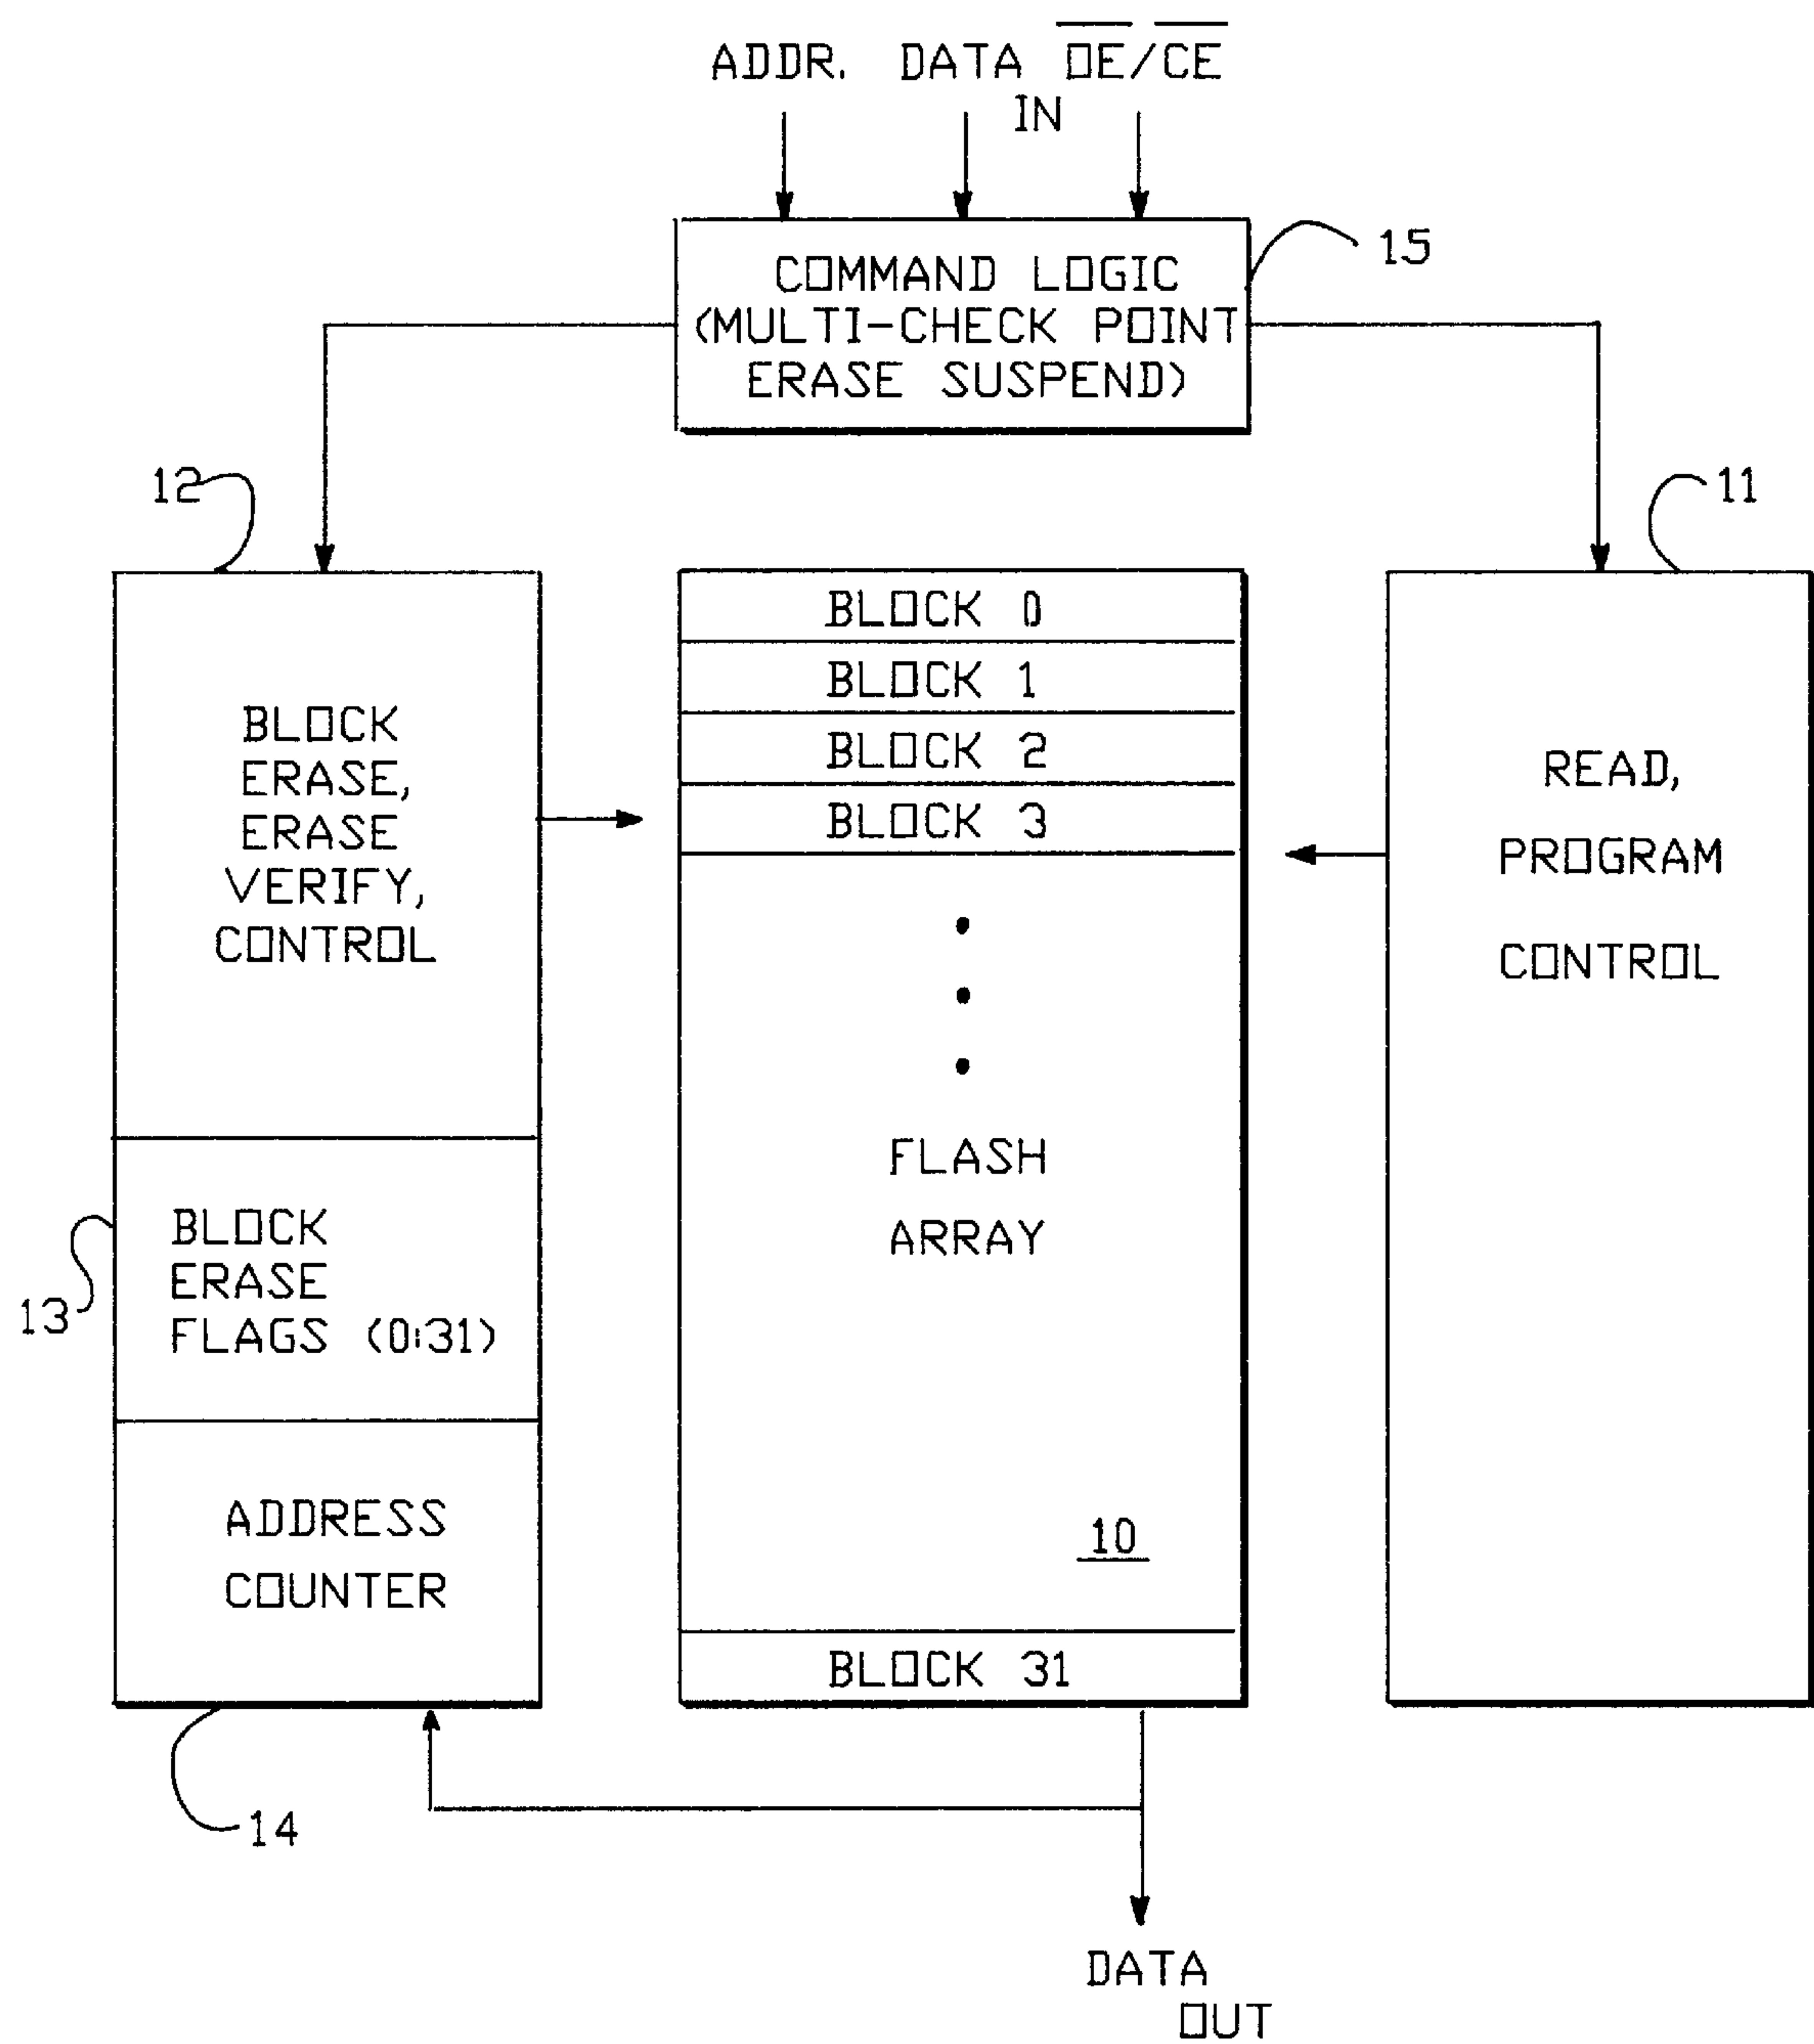 ADDR. DATA OE/CE
IN
COMMAND LOGIC
(MULTI-CHECK POINT
ERASE SUSPEND)
15
12
11
BLOCK
ERASE,
ERASE
VERIFY,
CONTROL
BLOCK 0
BLOCK 1
BLOCK 2
BLOCK 3
READ,
PROGRAM
CONTROL
FLASH
ARRAY
13
BLOCK
ERASE
FLAGS (0:31)
ADDRESS
COUNTER
10
BLOCK 31
14
DATA
OUT